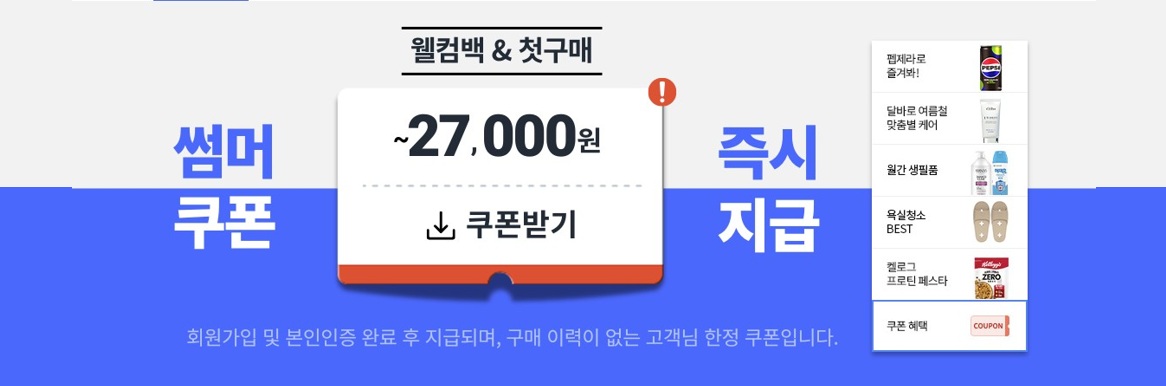 웰컴백 & 첫구매
썸머
쿠폰
~27,000원
쿠폰받기
즉시
지급
회원가입 및 본인인증 완료 후 지급되며, 구매 이력이 없는 고객님 한정 쿠폰입니다.
펩제라로
즐겨봐!
PEPSI
달바로 여름철
맞춤별 케어
월간 생필품
욕실청소
BEST
켈로그
프로틴 페스타
Kellogg's
ZERO
쿠폰 혜택
COUPON